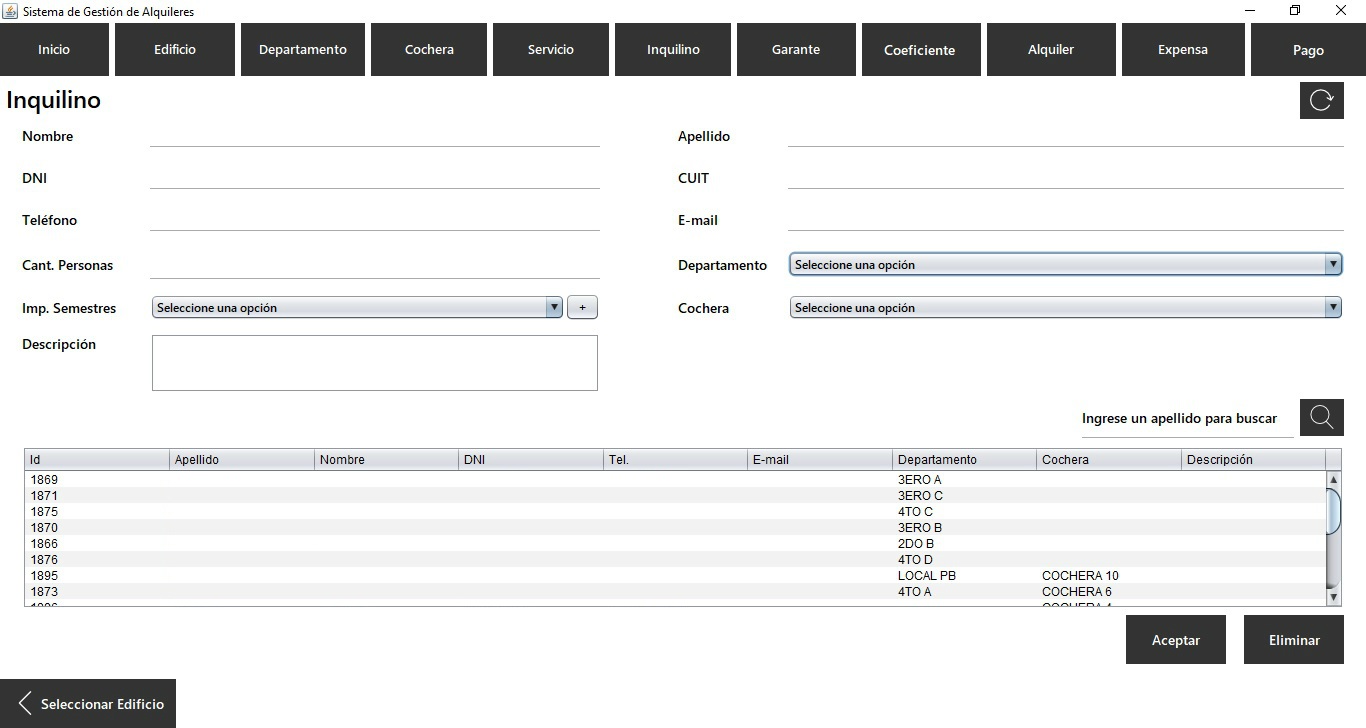 Sistema de Gestión de Alquileres
Inicio Edificio Departamento Cochera Servicio Inquilino Garante Coeficiente Alquiler Expensa Pago
Inquilino
Nombre Apellido
DNI CUIT
Teléfono E-mail
Cant. Personas Departamento Seleccione una opción
Imp. Semestres Seleccione una opción + Cochera Seleccione una opción
Descripción
Ingrese un apellido para buscar
Id Apellido Nombre DNI Tel. E-mail Departamento Cochera Descripción
1869 3ERO A
1871 3ERO C
1875 4TO C
1870 3ERO B
1866 2DO B
1876 4TO D
1895 LOCAL PB COCHERA 10
1873 4TO A COCHERA 6
Aceptar Eliminar
Seleccionar Edificio